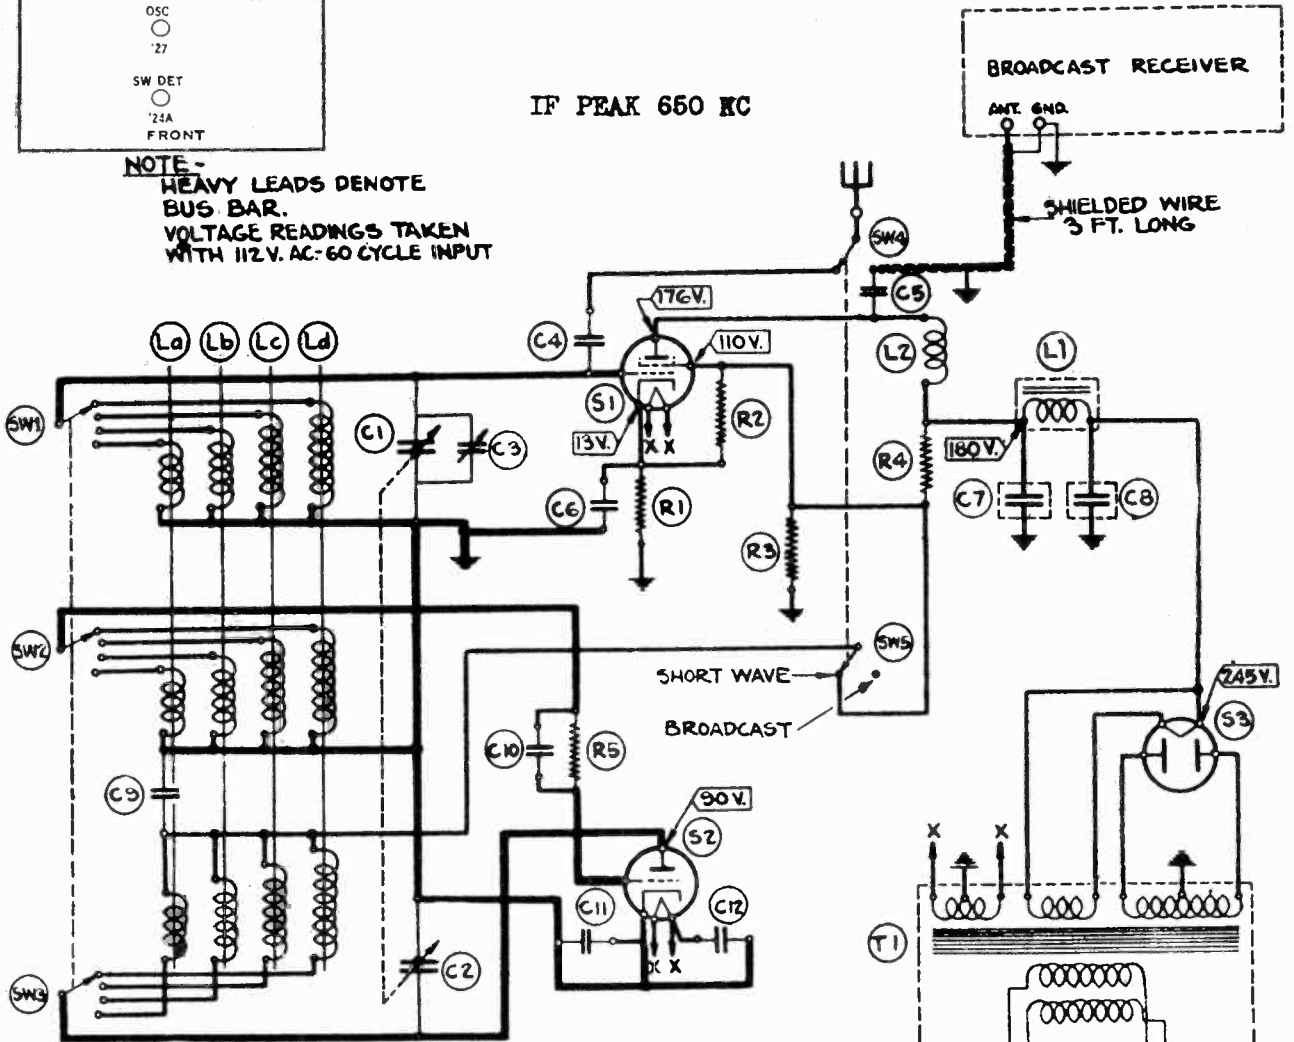 OSC
'27
SW DET
'24A
FRONT
IF PEAK 650 KC
BROADCAST RECEIVER
ANT. GND.
NOTE-
HEAVY LEADS DENOTE
BUS BAR.
VOLTAGE READINGS TAKEN
WITH 112 V. AC-60 CYCLE INPUT
SHIELDED WIRE
3 FT. LONG
SW4
C5
176V.
110V.
C4
L2
L1
La Lb Lc Ld
S1
SW1
C1
C3
13V.
X X
R2
R4
180V.
C7
C8
C6
R1
R3
SW2
SW5
SHORT WAVE
BROADCAST
245V.
S3
C10
R5
C9
90V.
S2
X X
C11
C12
T1
X X
C2
SW3